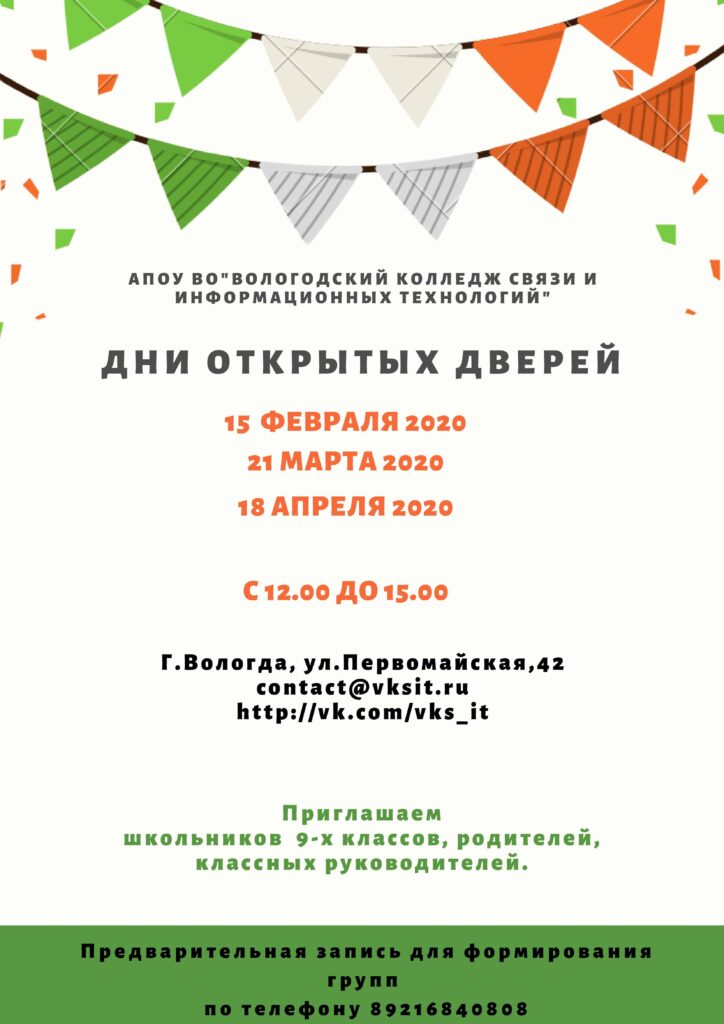 АПОУ ВО"ВОЛОГОДСКИЙ КОЛЛЕДЖ СВЯЗИ И
ИНФОРМАЦИОННЫХ ТЕХНОЛОГИЙ"
ДНИ ОТКРЫТЫХ ДВЕРЕЙ
15 ФЕВРАЛЯ 2020
21 МАРТА 2020
18 АПРЕЛЯ 2020
С 12.00 ДО 15.00
Г.Вологда, ул.Первомайская,42
contact@vksit.ru
http://vk.com/vks_it
Приглашаем
школьников 9-х классов, родителей,
классных руководителей.
Предварительная запись для формирования
групп
по телефону 89216840808